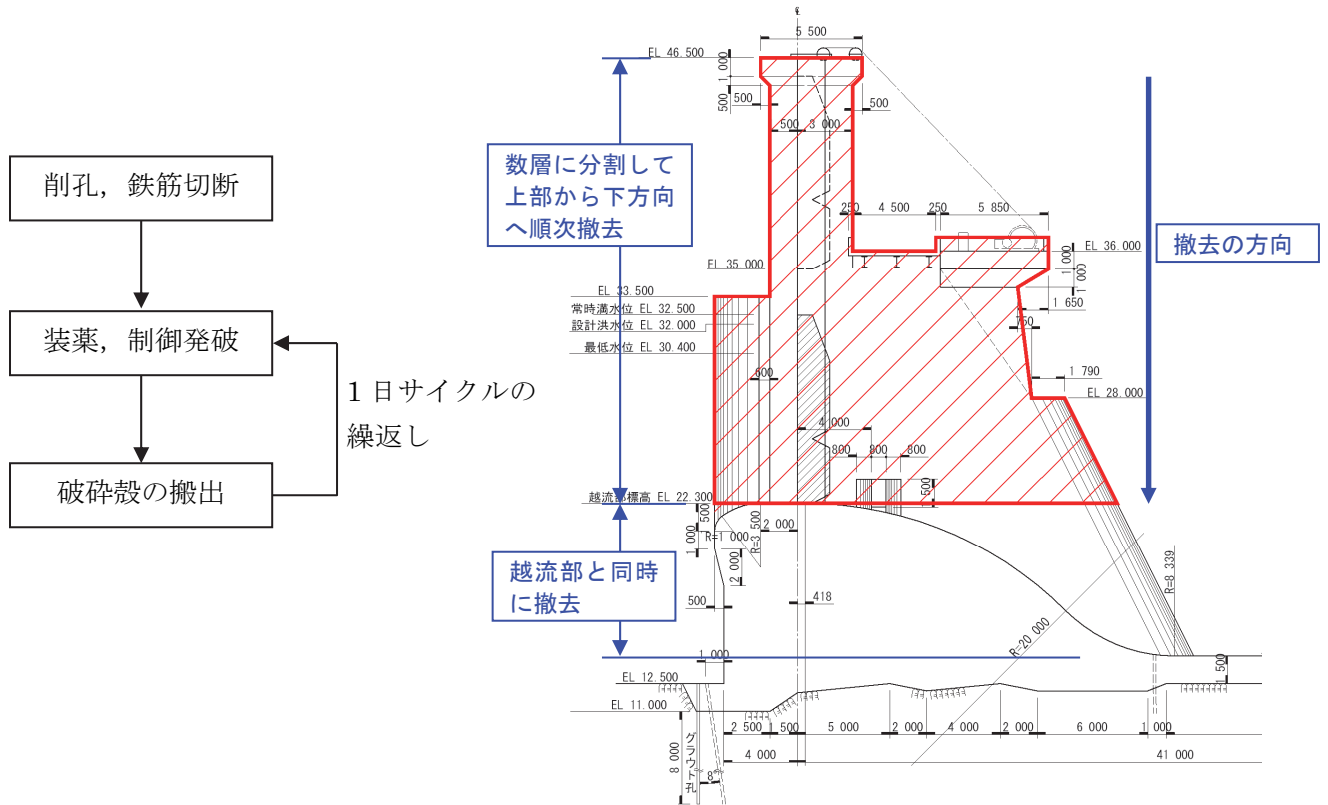 削孔，鉄筋切断
装薬，制御発破
１日サイクルの
繰返し
破砕殻の搬出
数層に分割して
上部から下方向
へ順次撤去
越流部と同時
に撤去
撤去の方向
℄
5 500
EL 46.500
1 000
500
500
500
500
3 000
250
4 500
250
5 850
EL 36.000
1 000
1 000
EL 35.000
1 650
750
EL 33.500
常時満水位 EL 32.500
設計洪水位 EL 32.000
最低水位 EL 30.400
600
1 790
EL 28.000
4 000
800
800
800
500
越流部標高 EL 22.300
500
1 000
R=1 000
2 000
R=3 500
2 000
500
418
R=8 339
R=20 000
1 000
1 500
EL 12.500
EL 11.000
2 500
1 500
5 000
2 000
4 000
2 000
6 000
1 000
4 000
41 000
グラウト孔
8 000
8°